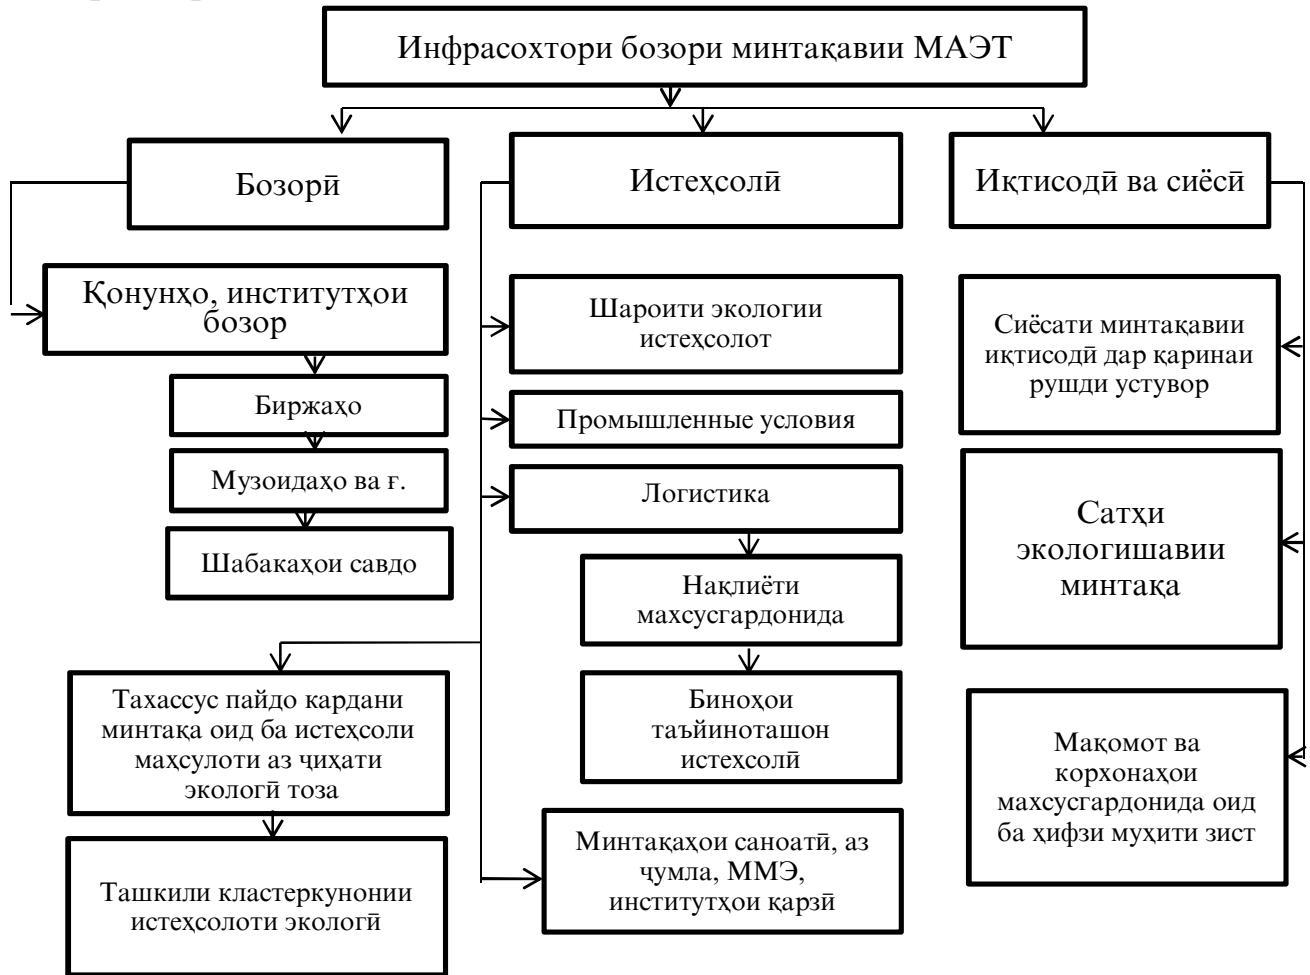 Инфрасохтори бозори минтақавии МАЭТ
Бозорӣ
Истеҳсолӣ
Иқтисодӣ ва сиёсӣ
Қонунҳо, институтҳои
бозор
Биржаҳо
Музоидаҳо ва ғ.
Шабакаҳои савдо
Шароити экологии
истеҳсолот
Промышленные условия
Логистика
Нақлиёти
махсусгардонида
Биноҳои
таъйиноташон
истеҳсолӣ
Тахассус пайдо кардани
минтақа оид ба истеҳсоли
маҳсулоти аз ҷиҳати
экологӣ тоза
Ташкили кластеркунонии
истеҳсолоти экологӣ
Минтақаҳои саноатӣ, аз
ҷумла, ММЭ,
институтҳои қарзӣ
Сиёсати минтақавии
иқтисодӣ дар қаринаи
рушди устувор
Сатҳи
экологишавии
минтақа
Мақомот ва
корхонаҳои
махсусгардонида оид
ба ҳифзи муҳити зист